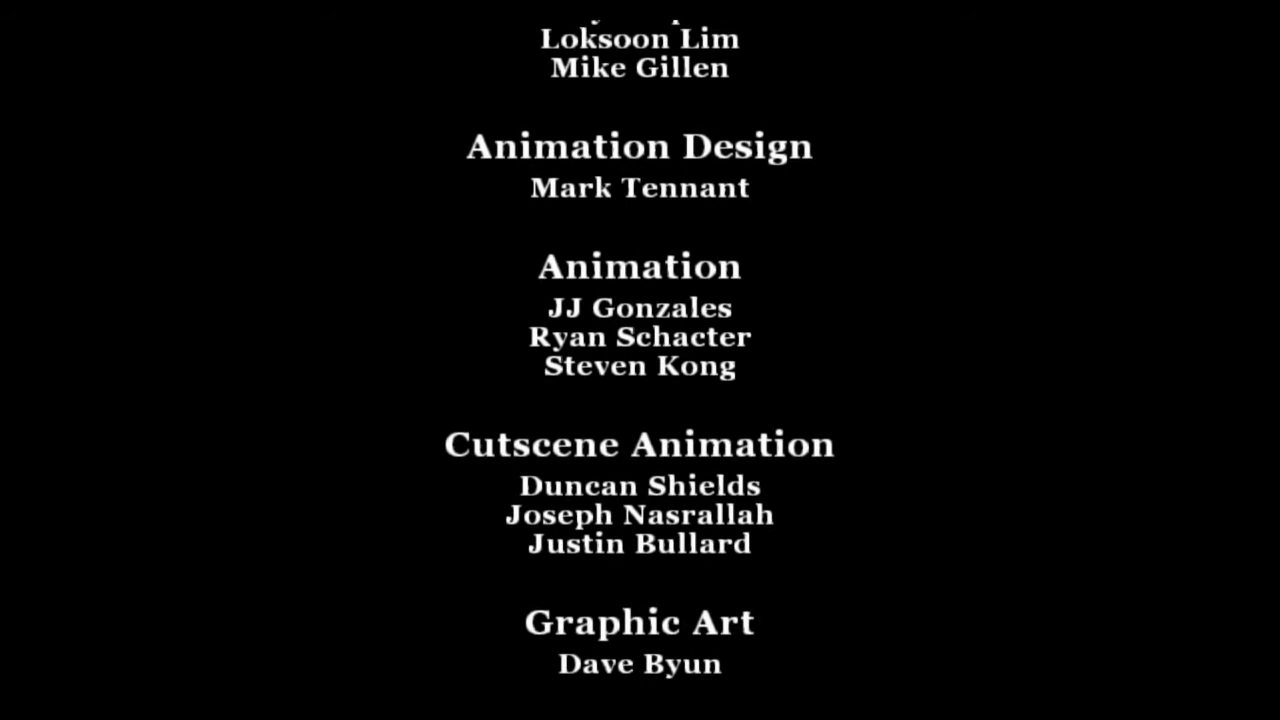 Loksoon Lim
Mike Gillen
Animation Design
Mark Tennant
Animation
JJ Gonzales
Ryan Schacter
Steven Kong
Cutscene Animation
Duncan Shields
Joseph Nasrallah
Justin Bullard
Graphic Art
Dave Byun